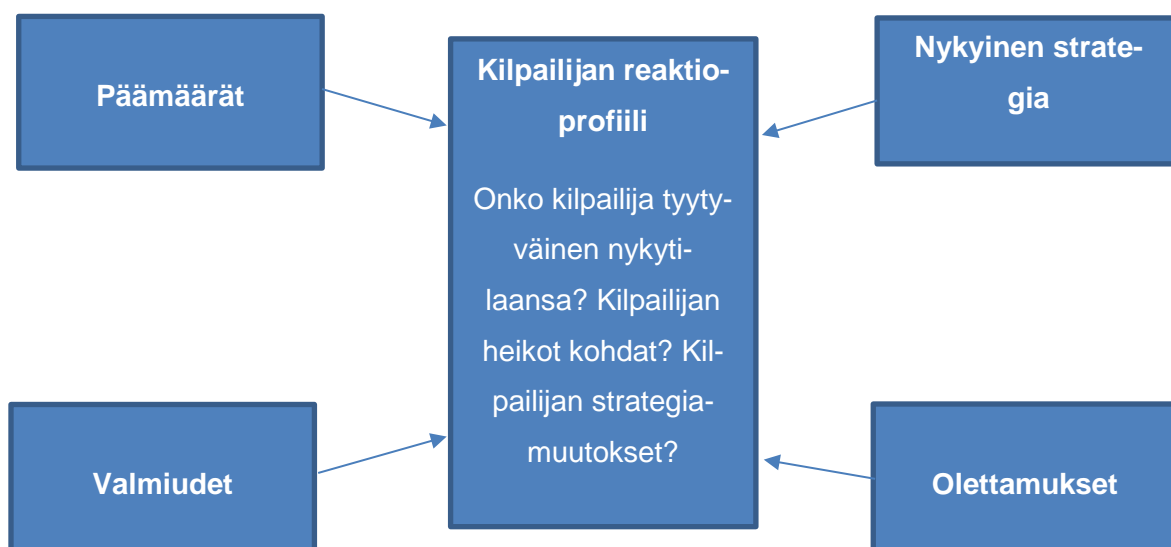 Päämäärät
Kilpailijan reaktio-
profiili
Onko kilpailija tyyty-
väinen nykyti-
laansa? Kilpailijan
heikot kohdat? Kil-
pailijan strategia-
muutokset?
Nykyinen strate-
gia
Valmiudet
Olettamukset